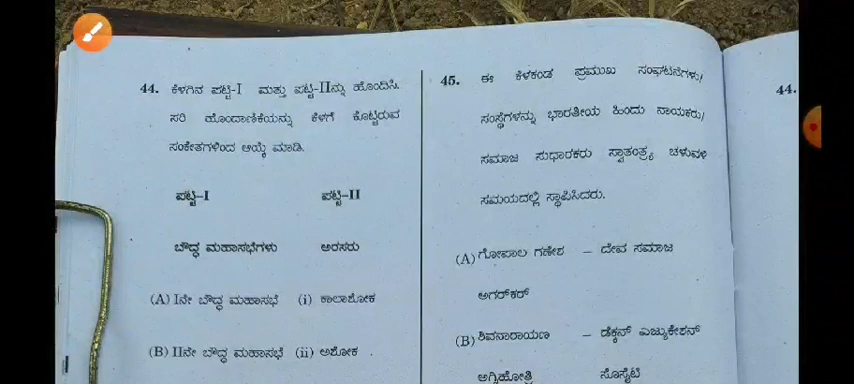 44. ಕೆಳಗಿನ ಪಟ್ಟಿ-I ಮತ್ತು ಪಟ್ಟಿ-IIನ್ನು ಹೊಂದಿಸಿ.
ಸರಿ ಹೊಂದಾಣಿಕೆಯನ್ನು ಕೆಳಗೆ ಕೊಟ್ಟಿರುವ
ಸಂಕೇತಗಳಿಂದ ಆಯ್ಕೆ ಮಾಡಿ.
ಪಟ್ಟಿ-I ಪಟ್ಟಿ-II
ಬೌದ್ಧ ಮಹಾಸಭೆಗಳು ಅರಸರು
(A) Iನೇ ಬೌದ್ಧ ಮಹಾಸಭೆ (i) ಕಾಲಾಶೋಕ
(B) IIನೇ ಬೌದ್ಧ ಮಹಾಸಭೆ (ii) ಅಶೋಕ
45. ಈ ಕೆಳಕಂಡ ಪ್ರಮುಖ ಸಂಘಟನೆಗಳು/
ಸಂಸ್ಥೆಗಳನ್ನು ಭಾರತೀಯ ಹಿಂದು ನಾಯಕರು/
ಸಮಾಜ ಸುಧಾರಕರು ಸ್ವಾತಂತ್ರ್ಯ ಚಳುವಳಿ
ಸಮಯದಲ್ಲಿ ಸ್ಥಾಪಿಸಿದರು.
(A) ಗೋಪಾಲ ಗಣೇಶ – ದೇವ ಸಮಾಜ
ಅಗರ್‌ಕರ್
(B) ಶಿವನಾರಾಯಣ – ಡೆಕ್ಕನ್ ಎಜ್ಯುಕೇಶನ್
ಅಗ್ನಿಹೋತ್ರಿ ಸೊಸೈಟಿ
44.